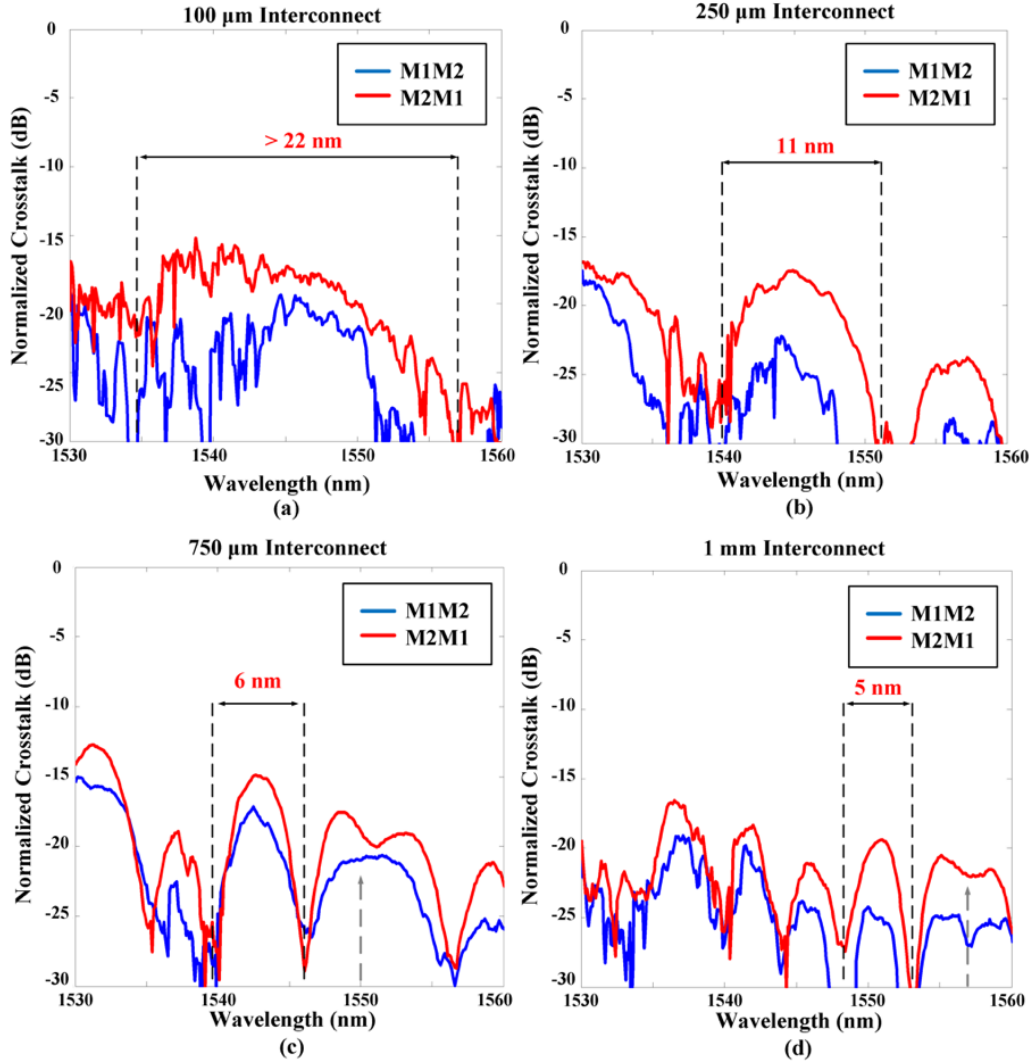 100 µm Interconnect
0
-5
-10
-15
-20
-25
-30
Normalized Crosstalk (dB)
M1M2
M2M1
> 22 nm
1530
1540
1550
1560
Wavelength (nm)
(a)
250 µm Interconnect
0
-5
-10
-15
-20
-25
-30
Normalized Crosstalk (dB)
M1M2
M2M1
11 nm
1530
1540
1550
1560
Wavelength (nm)
(b)
750 µm Interconnect
0
-5
-10
-15
-20
-25
-30
Normalized Crosstalk (dB)
M1M2
M2M1
6 nm
1530
1540
1550
1560
Wavelength (nm)
(c)
1 mm Interconnect
0
-5
-10
-15
-20
-25
-30
Normalized Crosstalk (dB)
M1M2
M2M1
5 nm
1530
1540
1550
1560
Wavelength (nm)
(d)